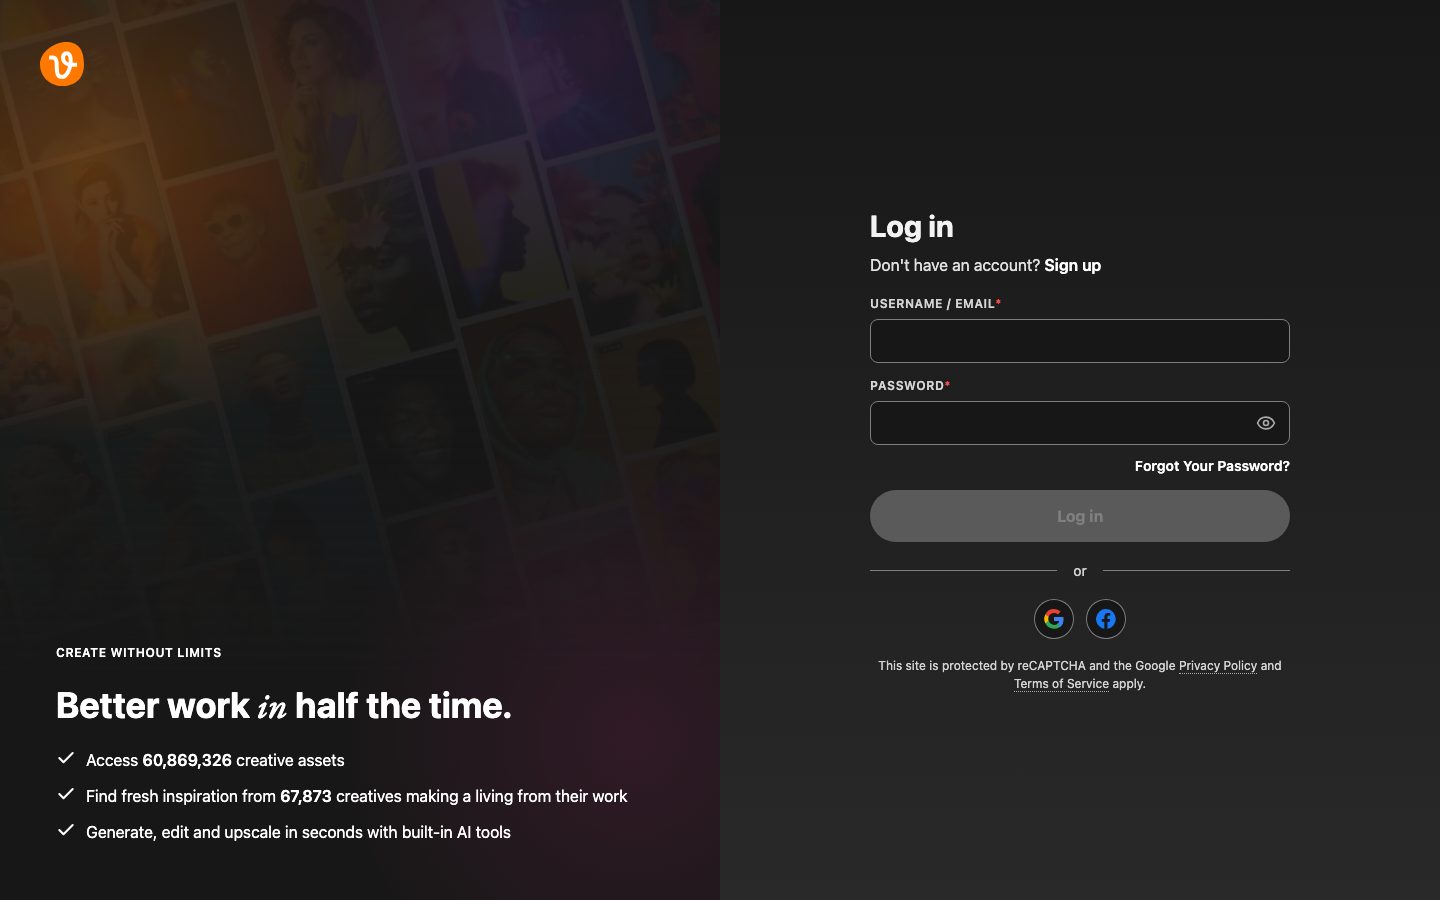 CREATE WITHOUT LIMITS
Better work in half the time.
Access 60,869,326 creative assets
Find fresh inspiration from 67,873 creatives making a living from their work
Generate, edit and upscale in seconds with built-in AI tools
Log in
Don't have an account? Sign up
USERNAME / EMAIL*
PASSWORD*
Forgot Your Password?
Log in
or
This site is protected by reCAPTCHA and the Google Privacy Policy and
Terms of Service apply.